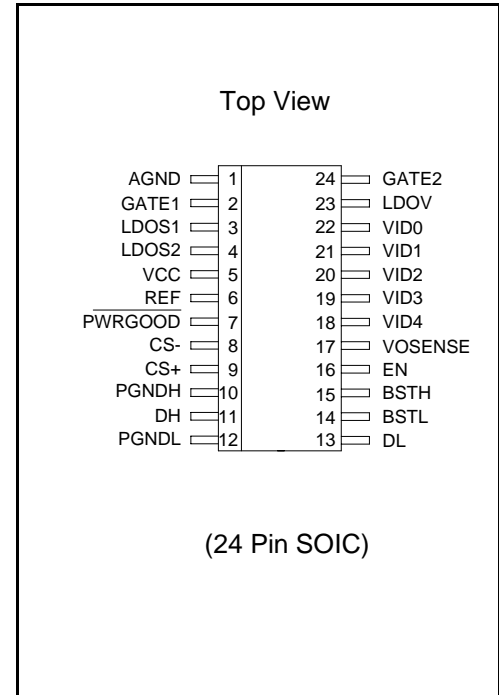 Top View
AGND 1 24 GATE2
GATE1 2 23 LDOV
LDOS1 3 22 VID0
LDOS2 4 21 VID1
VCC 5 20 VID2
REF 6 19 VID3
PWRGOOD 7 18 VID4
CS- 8 17 VOSENSE
CS+ 9 16 EN
PGNDH 10 15 BSTH
DH 11 14 BSTL
PGNDL 12 13 DL
(24 Pin SOIC)